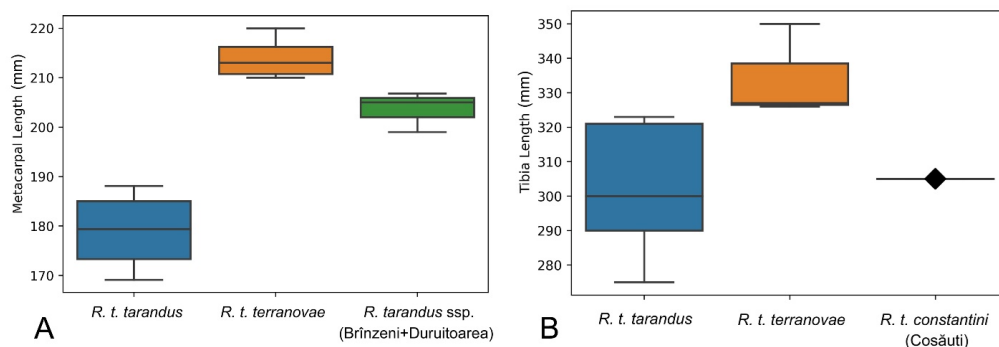 220
210
200
190
180
170
Metacarpal Length (mm)
R. t. tarandus
R. t. terranovae
R. tarandus ssp.
(Brînzeni+Duruitoarea)
A
350
340
330
320
310
300
290
280
Tibia Length (mm)
R. t. tarandus
R. t. terranovae
R. t. constantini
(Cosăuti)
B